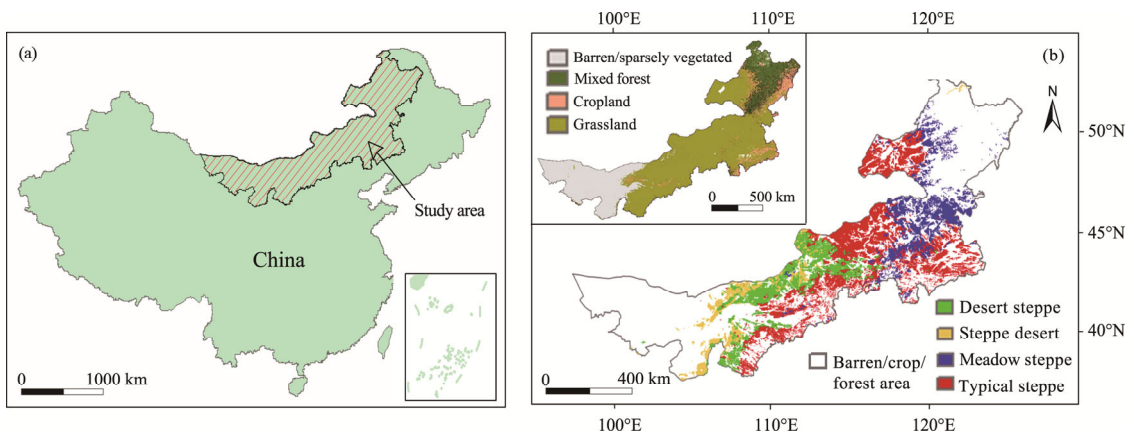 (a)
Study area
China
0 1000 km
100°E 110°E 120°E
(b)
Barren/sparsely vegetated
Mixed forest
Cropland
Grassland
0 500 km
N
50°N
45°N
40°N
Desert steppe
Steppe desert
Meadow steppe
Typical steppe
Barren/crop/
forest area
0 400 km
100°E 110°E 120°E